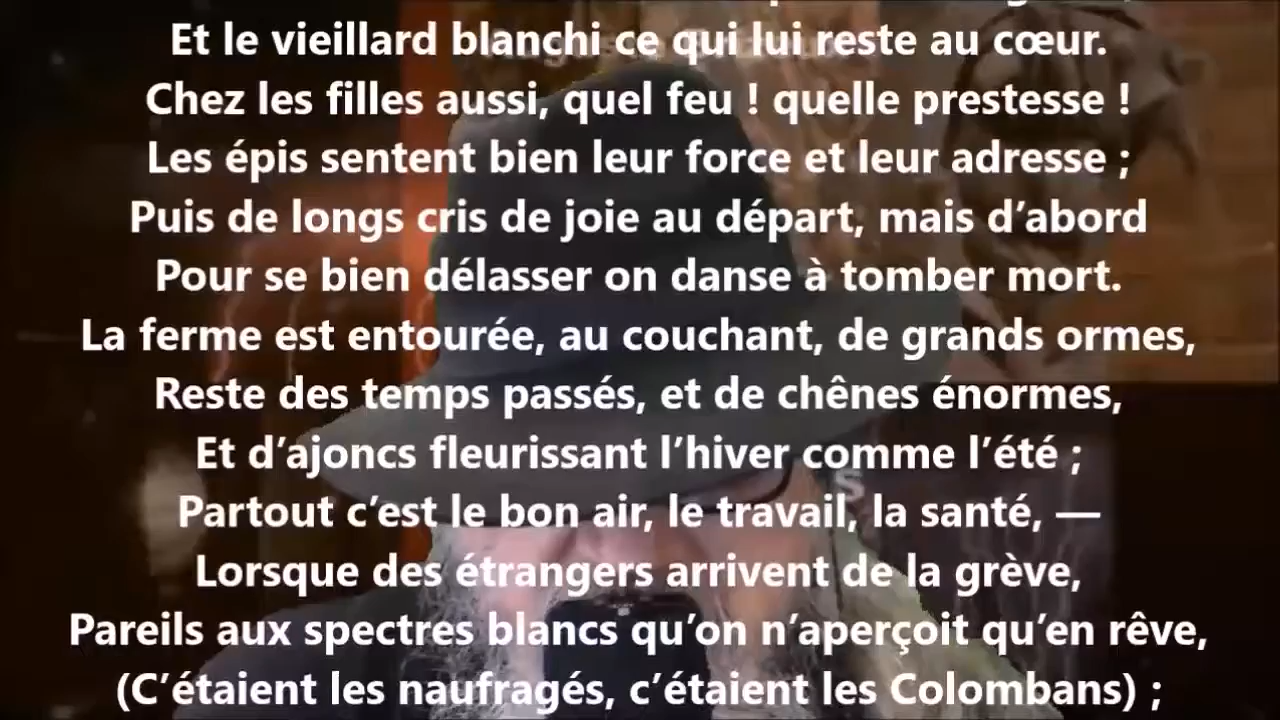 Et le vieillard blanchi ce qui lui reste au cœur.
Chez les filles aussi, quel feu ! quelle prestesse !
Les épis sentent bien leur force et leur adresse ;
Puis de longs cris de joie au départ, mais d’abord
Pour se bien délasser on danse à tomber mort.
La ferme est entourée, au couchant, de grands ormes,
Reste des temps passés, et de chênes énormes,
Et d’ajoncs fleurissant l’hiver comme l’été ;
Partout c’est le bon air, le travail, la santé, —
Lorsque des étrangers arrivent de la grève,
Pareils aux spectres blancs qu’on n’aperçoit qu’en rêve,
(C’étaient les naufragés, c’étaient les Colombans) ;